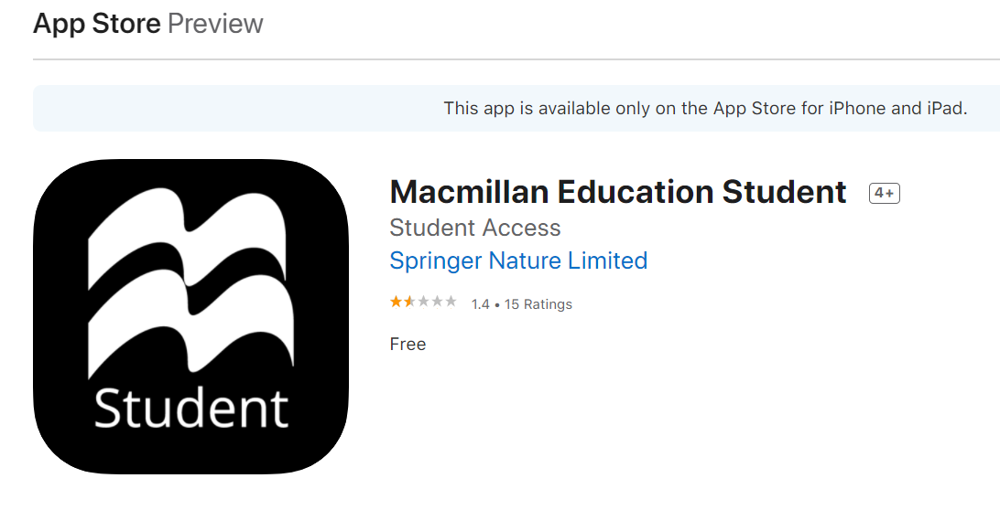 App Store Preview
This app is available only on the App Store for iPhone and iPad.
Macmillan Education Student 4+
Student Access
Springer Nature Limited
1.4 • 15 Ratings
Free
Student